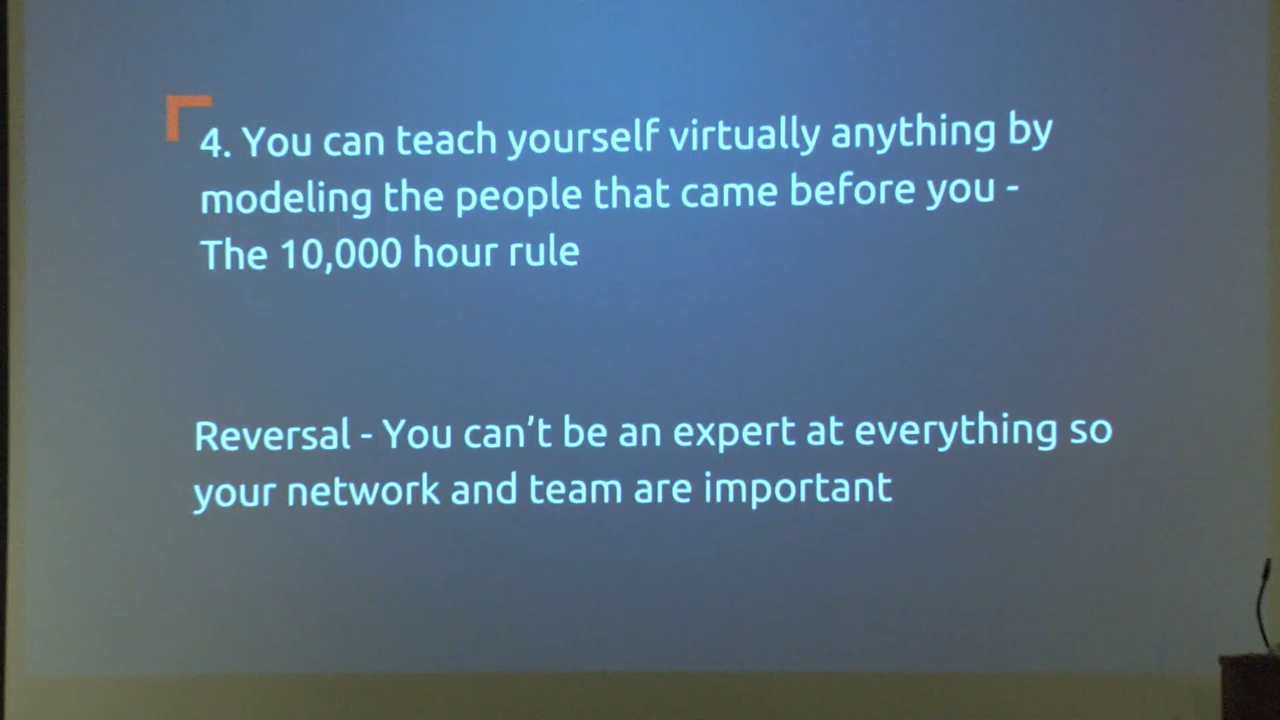 4. You can teach yourself virtually anything by
modeling the people that came before you -
The 10,000 hour rule
Reversal - You can't be an expert at everything so
your network and team are important